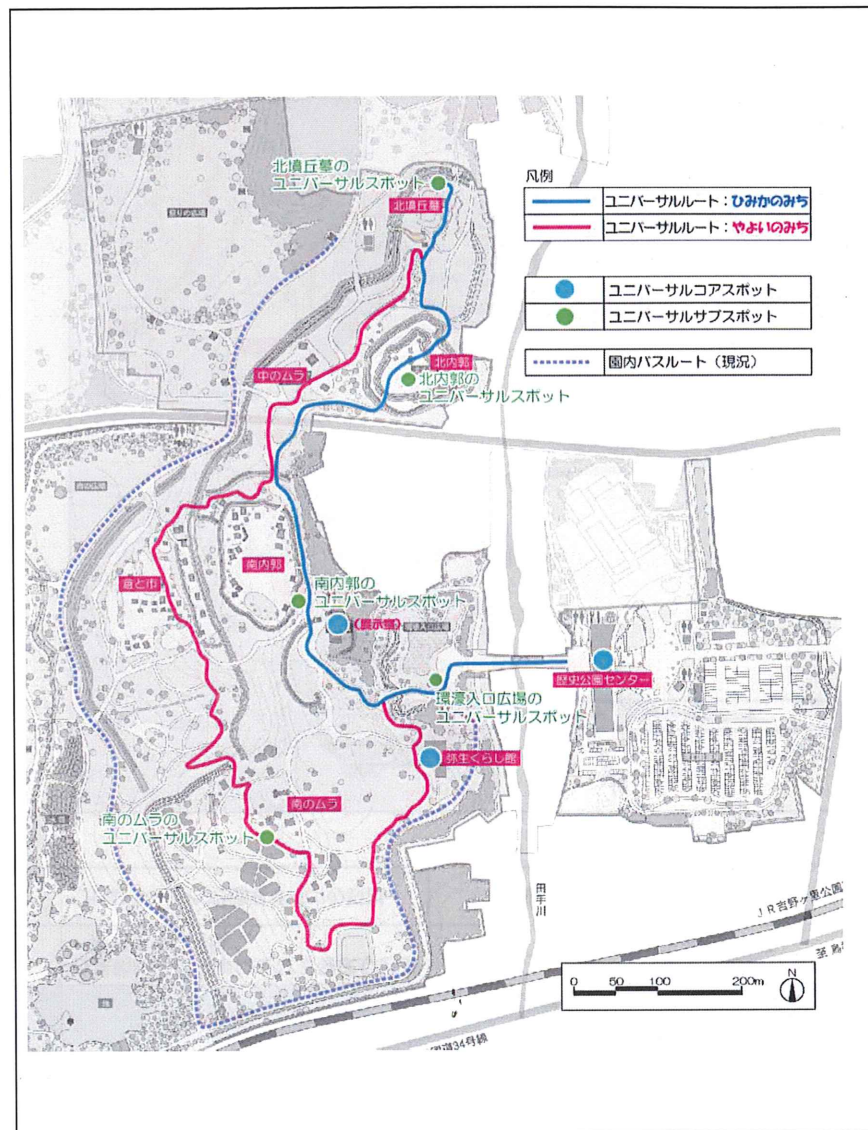 北墳丘墓の
ユニバーサルスポット
北墳丘墓
凡例
ユニバーサルルート：ひみかのみち
ユニバーサルルート：やよいのみち
ユニバーサルコアスポット
ユニバーサルサブスポット
園内バスルート（現況）
北内郭
北内郭の
ユニバーサルスポット
中のムラ
南内郭
倉と市
南内郭の
ユニバーサルスポット
（展示室）
環濠入口広場
歴史公園センター
環濠入口広場の
ユニバーサルスポット
弥生くらし館
南のムラ
南のムラの
ユニバーサルスポット
田手川
ＪＲ吉野ヶ里公園
至 鳥
0 50 100 200m
N
国道34号線